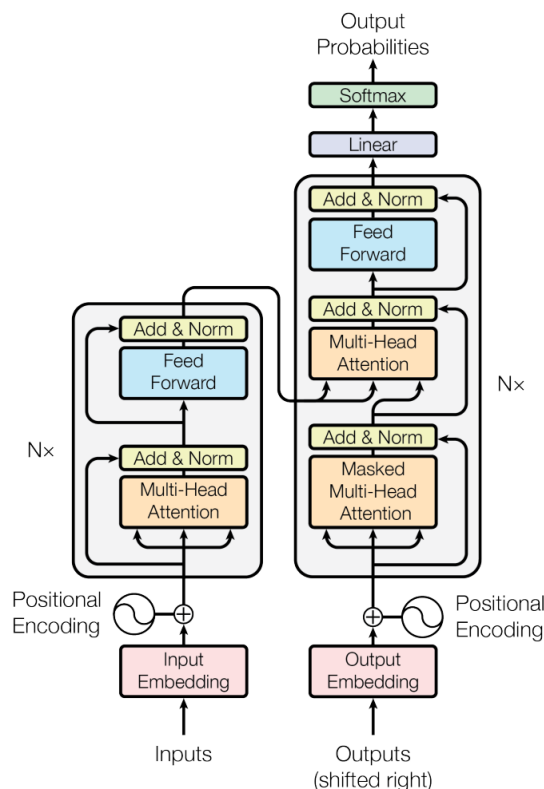 Output
Probabilities
Softmax
Linear
Add & Norm
Feed
Forward
Add & Norm
Multi-Head
Attention
Nx
Add & Norm
Masked
Multi-Head
Attention
Add & Norm
Feed
Forward
Nx
Add & Norm
Multi-Head
Attention
Positional
Encoding
Positional
Encoding
Input
Embedding
Output
Embedding
Inputs
Outputs
(shifted right)